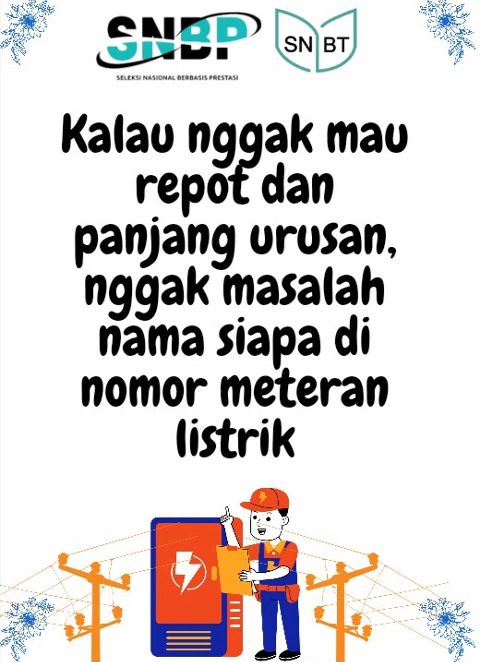 SNBP
SELEKSI NASIONAL BERBASIS PRESTASI
SN BT
Kalau nggak mau
repot dan
panjang urusan,
nggak masalah
nama siapa di
nomor meteran
listrik